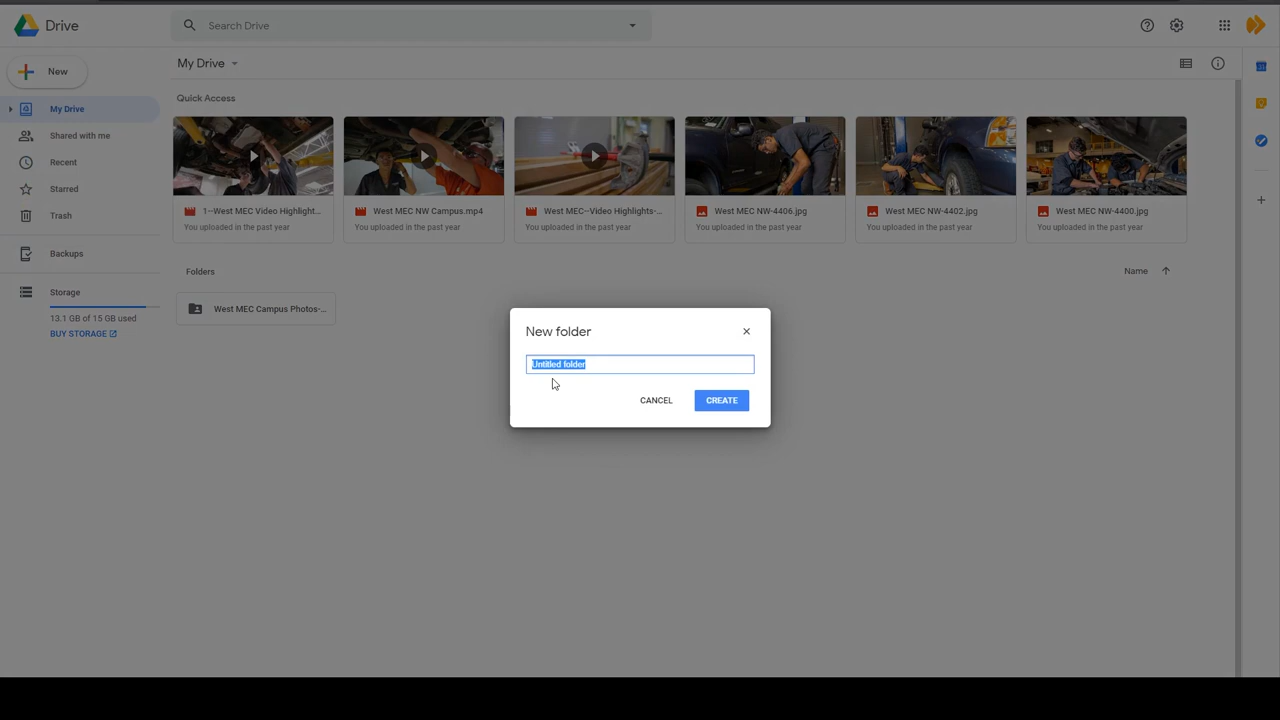 Drive
Search Drive
New
My Drive
My Drive
Shared with me
Recent
Starred
Trash
Backups
Storage
13.1 GB of 15 GB used
BUY STORAGE
Quick Access
1--West MEC Video Highlight...
You uploaded in the past year
West MEC NW Campus.mp4
You uploaded in the past year
West MEC--Video Highlights-...
You uploaded in the past year
West MEC NW-4406.jpg
You uploaded in the past year
West MEC NW-4402.jpg
You uploaded in the past year
West MEC NW-4400.jpg
You uploaded in the past year
Folders
Name
West MEC Campus Photos-...
New folder
Untitled folder
CANCEL
CREATE